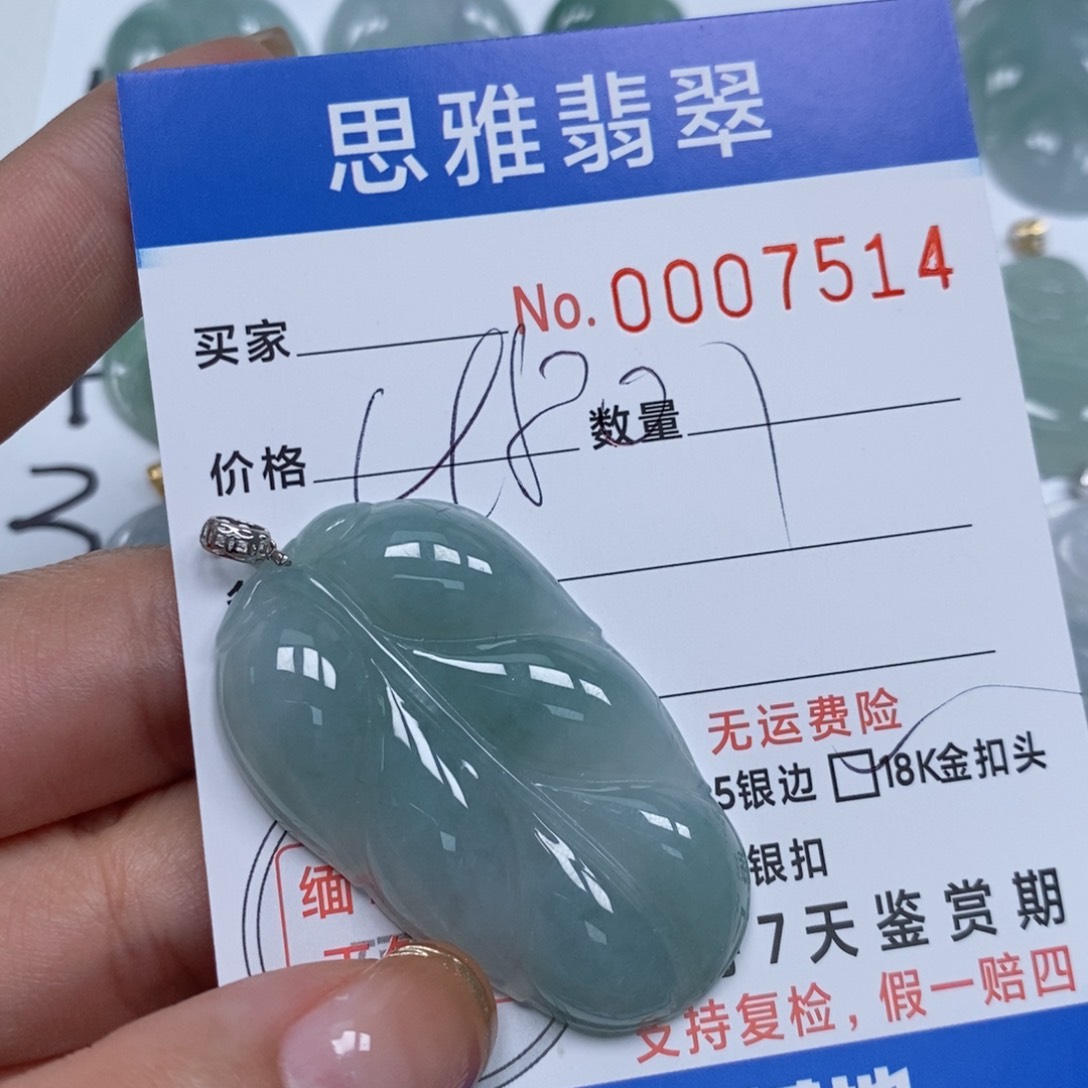 思雅翡翠
No.0007514
买家
价格 数量
无运费险
5银边 18K金扣头
银扣
缅
7天鉴赏期
支持复检，假一赔四
3